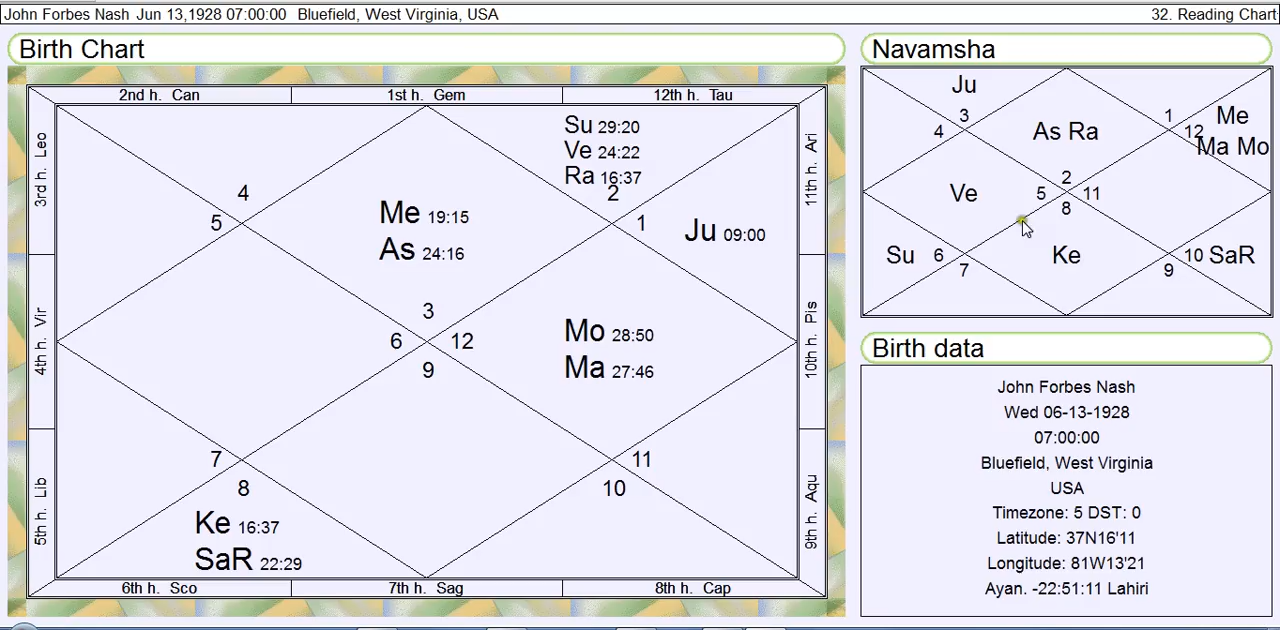 John Forbes Nash Jun 13,1928 07:00:00 Bluefield, West Virginia, USA
32. Reading Chart
Birth Chart
2nd h. Can
1st h. Gem
12th h. Tau
3rd h. Leo
4th h. Vir
5th h. Lib
11th h. Ari
10th h. Pis
9th h. Aqu
Su 29:20
Ve 24:22
Ra 16:37
4
2
5
1
Me 19:15
As 24:16
Ju 09:00
3
6
12
9
Mo 28:50
Ma 27:46
7
11
8
10
Ke 16:37
SaR 22:29
6th h. Sco
7th h. Sag
8th h. Cap
Navamsha
Ju
3
4
As Ra
1
12
Me
Ma Mo
Ve
2
5
11
8
Su
6
7
Ke
10
9
SaR
Birth data
John Forbes Nash
Wed 06-13-1928
07:00:00
Bluefield, West Virginia
USA
Timezone: 5 DST: 0
Latitude: 37N16'11
Longitude: 81W13'21
Ayan. -22:51:11 Lahiri